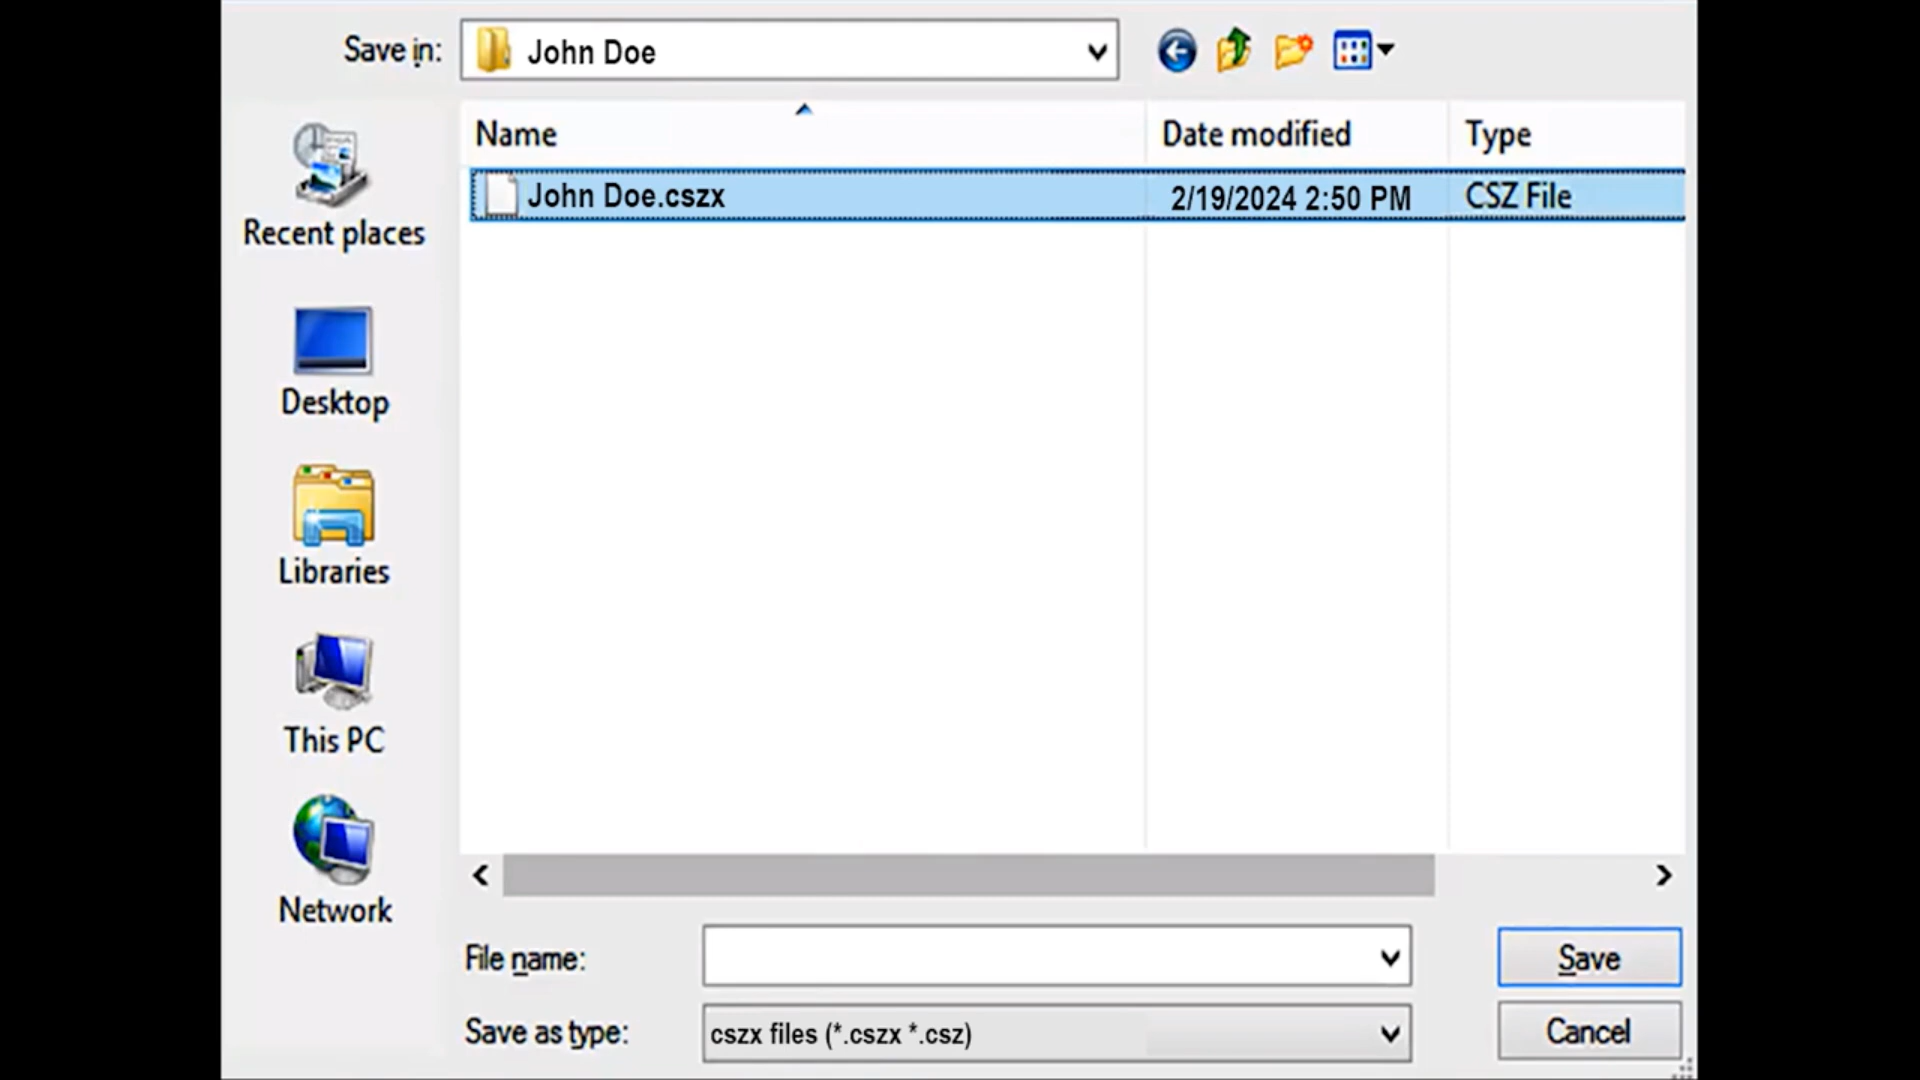 Save in: John Doe
Name Date modified Type
John Doe.cszx 2/19/2024 2:50 PM CSZ File
Recent places
Desktop
Libraries
This PC
Network
File name: Save
Save as type: cszx files (*.cszx *.csz) Cancel